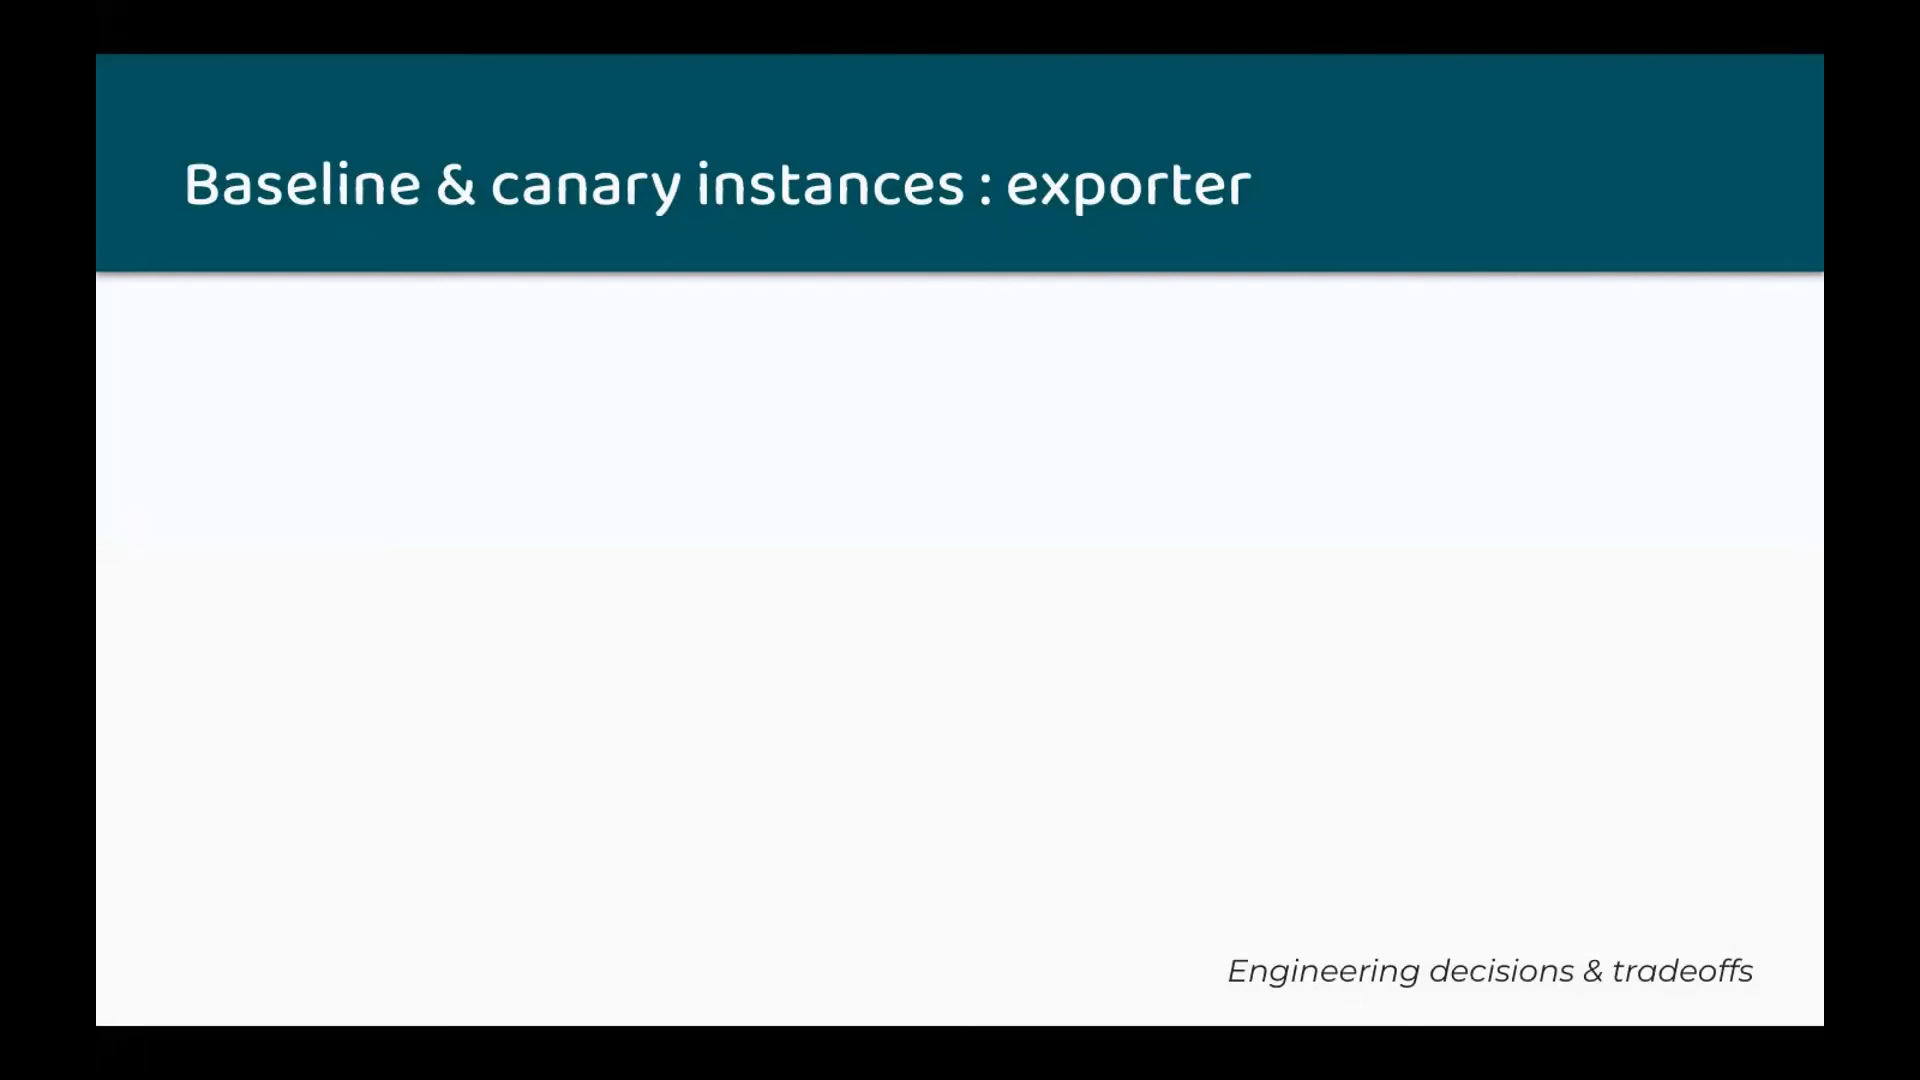 Baseline & canary instances : exporter
Engineering decisions & tradeoffs